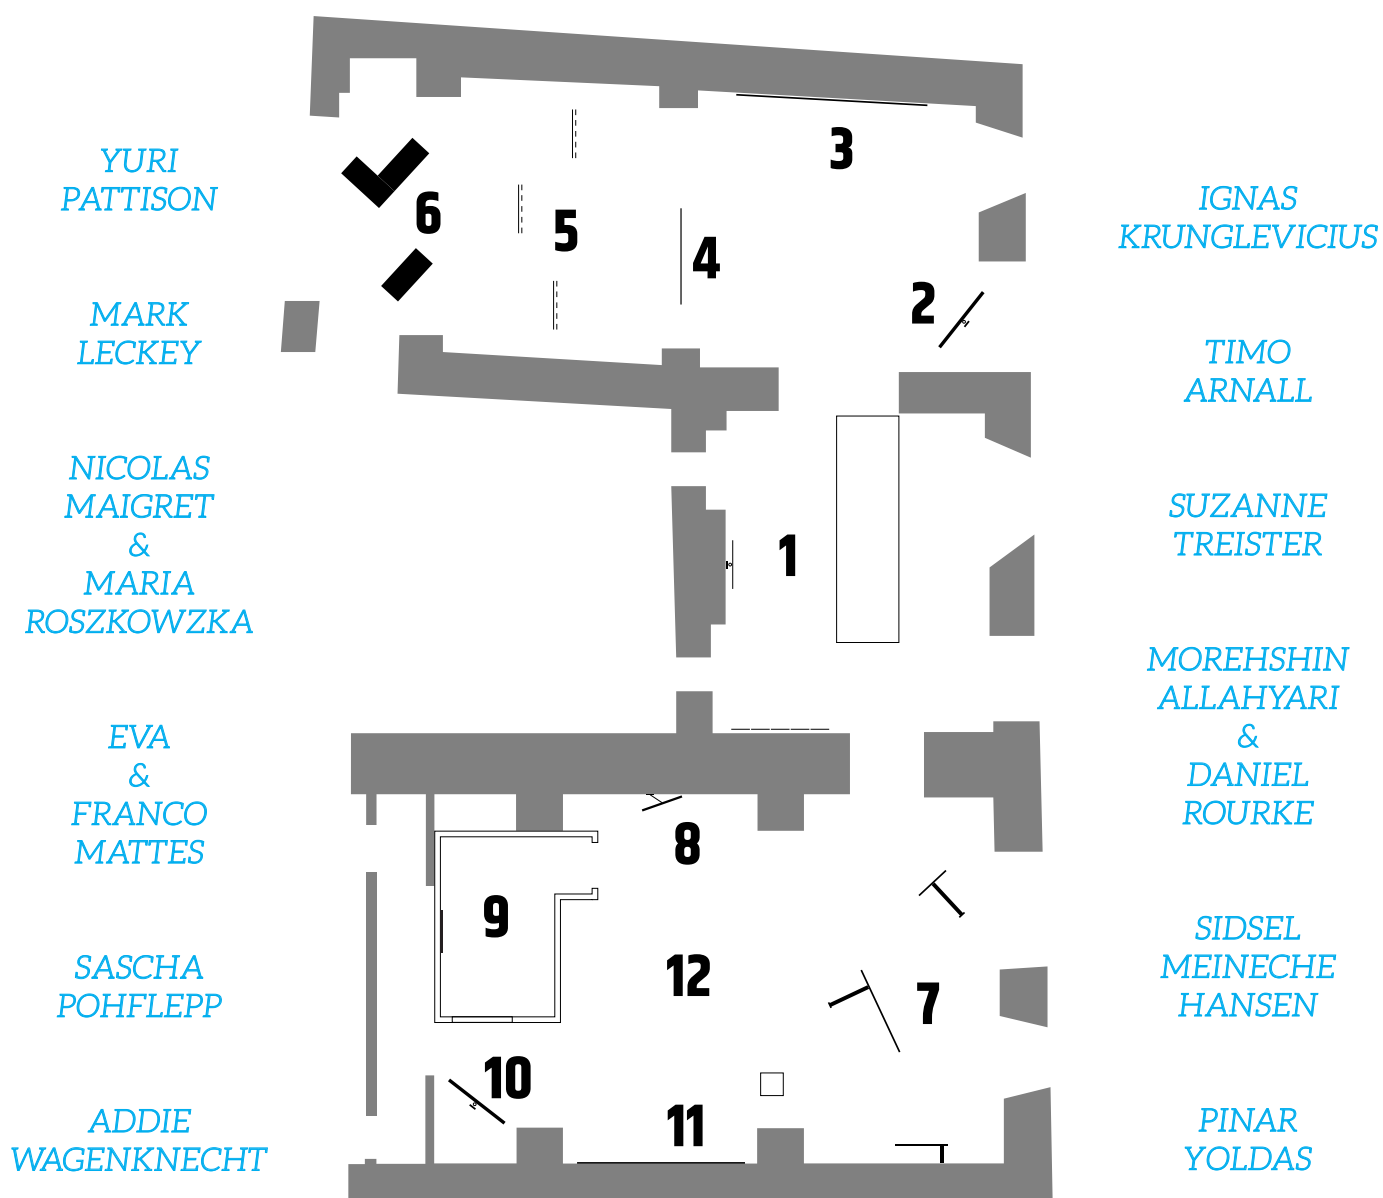 YURI
PATTISON
MARK
LECKEY
NICOLAS
MAIGRET
&
MARIA
ROSZKOWZKA
EVA
&
FRANCO
MATTES
SASCHA
POHFLEPP
ADDIE
WAGENKNECHT
3
6
5
4
2
1
8
9
12
7
10
11
IGNAS
KRUNGLEVICIUS
TIMO
ARNALL
SUZANNE
TREISTER
MOREHSHIN
ALLAHYARI
&
DANIEL
ROURKE
SIDSEL
MEINECHE
HANSEN
PINAR
YOLDAS